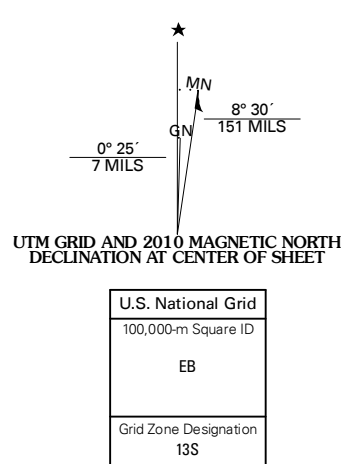 ★
MN
8° 30´
151 MILS
GN
0° 25´
7 MILS
UTM GRID AND 2010 MAGNETIC NORTH
DECLINATION AT CENTER OF SHEET
U.S. National Grid
100,000-m Square ID
EB
Grid Zone Designation
13S